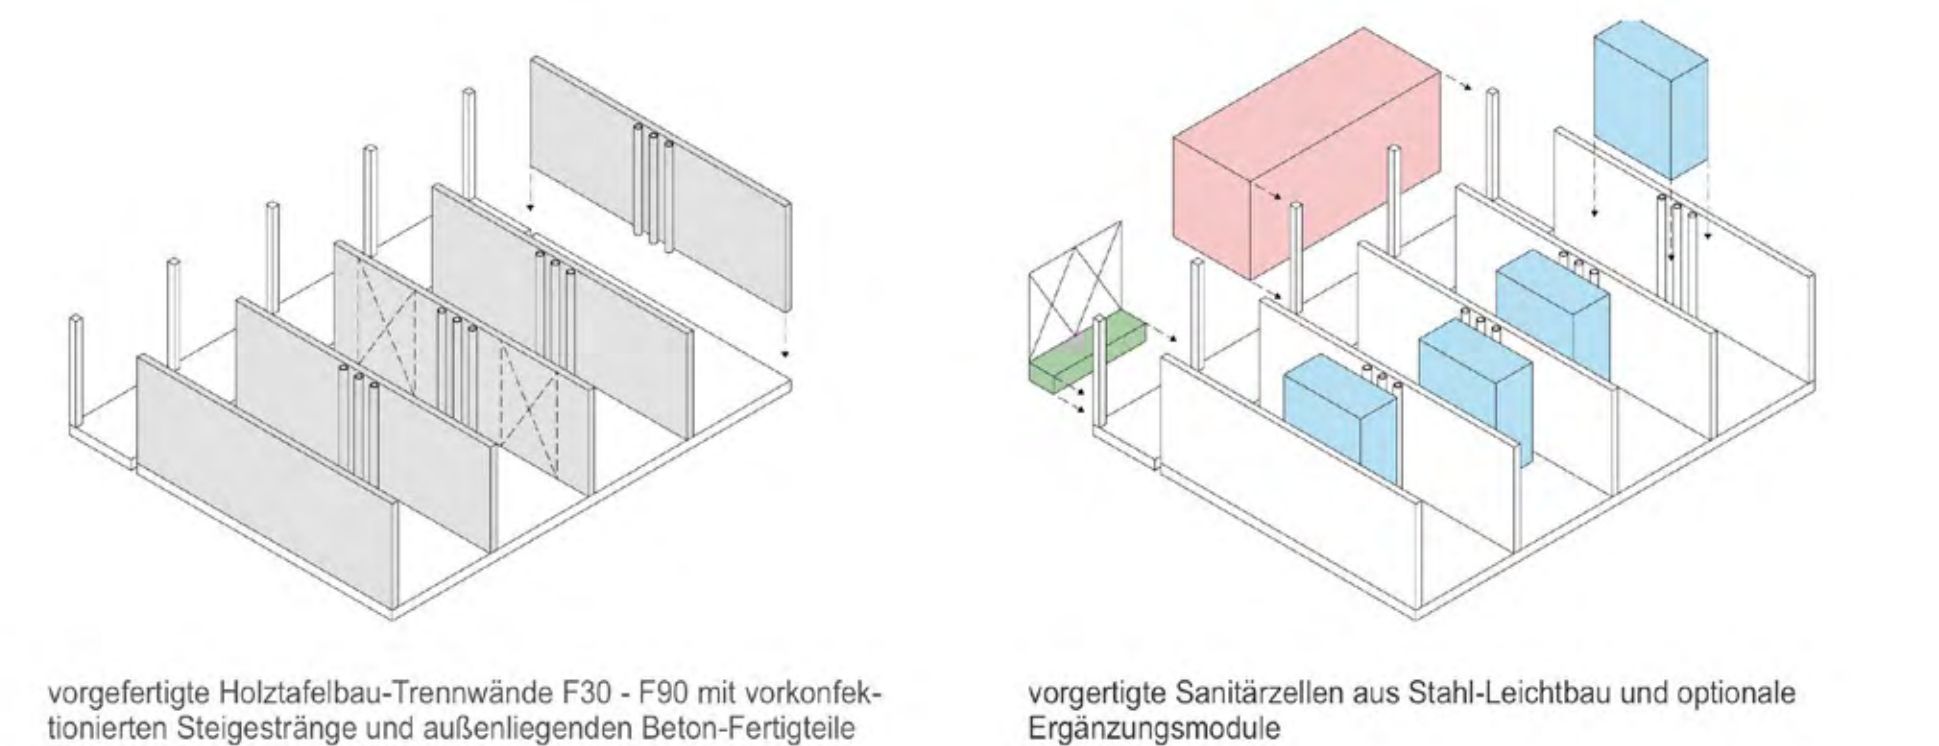 vorgefertigte Holztafelbau-Trennwände F30 - F90 mit vorkonfek-
tionierten Steigestränge und außenliegenden Beton-Fertigteile
vorgertigte Sanitärzellen aus Stahl-Leichtbau und optionale
Ergänzungsmodule